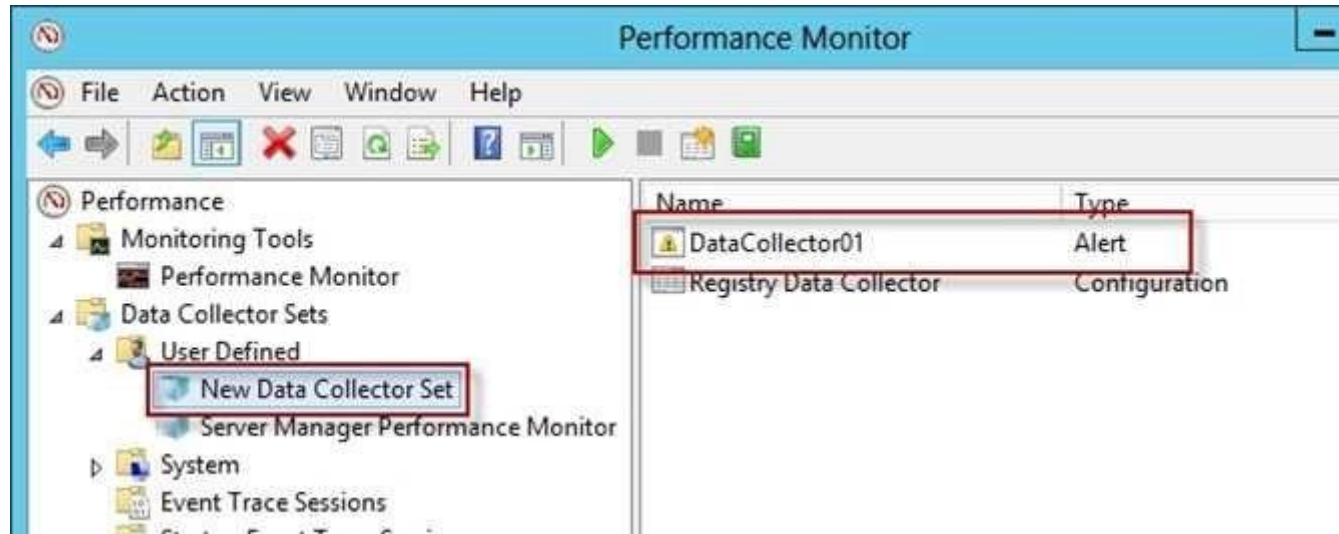 Performance Monitor
File Action View Window Help
Performance
Monitoring Tools
Performance Monitor
Data Collector Sets
User Defined
New Data Collector Set
Server Manager Performance Monitor
System
Event Trace Sessions
Name Type
DataCollector01 Alert
Registry Data Collector Configuration